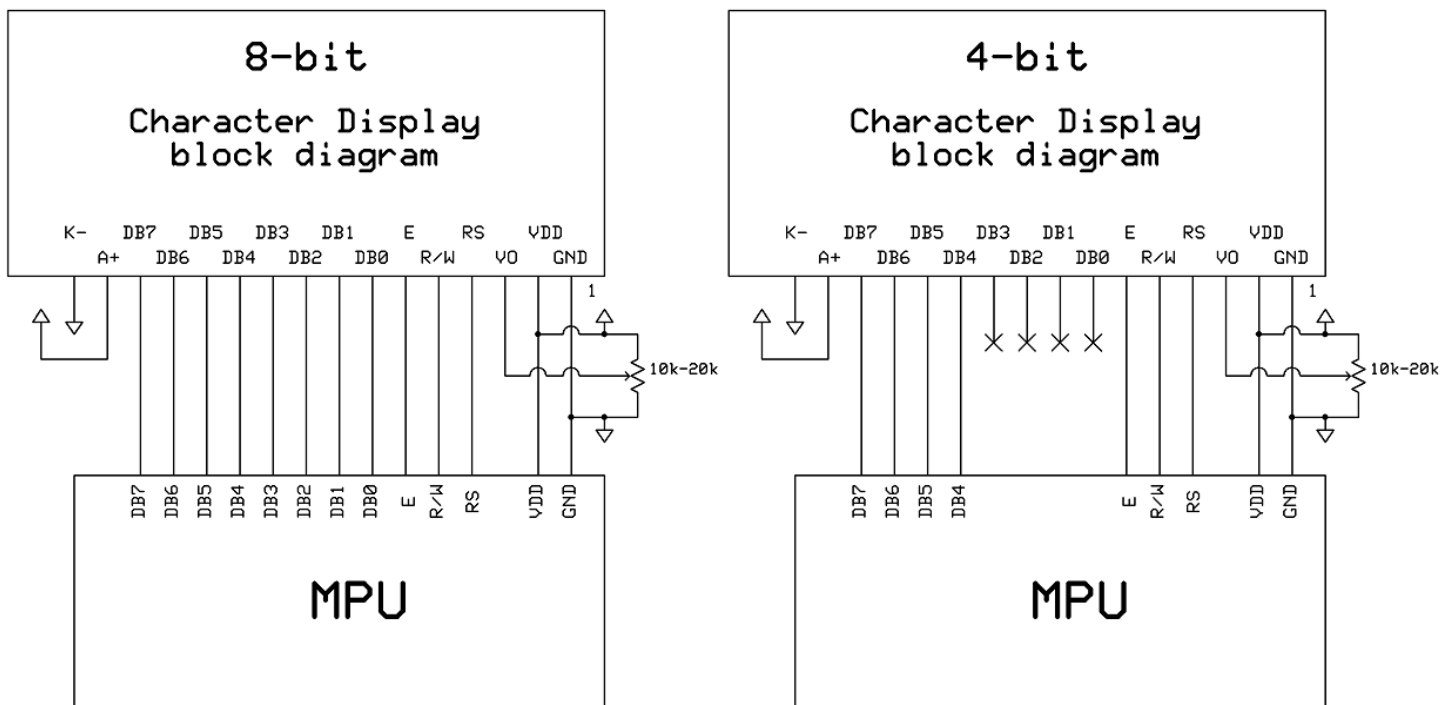 8-bit
Character Display
block diagram
K- DB7 DB5 DB3 DB1 E RS VDD
A+ DB6 DB4 DB2 DB0 R/W VO GND
1
10k-20k
DB7 DB6 DB5 DB4 DB3 DB2 DB1 DB0 E R/W RS VDD GND
MPU
4-bit
Character Display
block diagram
K- DB7 DB5 DB3 DB1 E RS VDD
A+ DB6 DB4 DB2 DB0 R/W VO GND
1
10k-20k
DB7 DB6 DB5 DB4 E R/W RS VDD GND
MPU